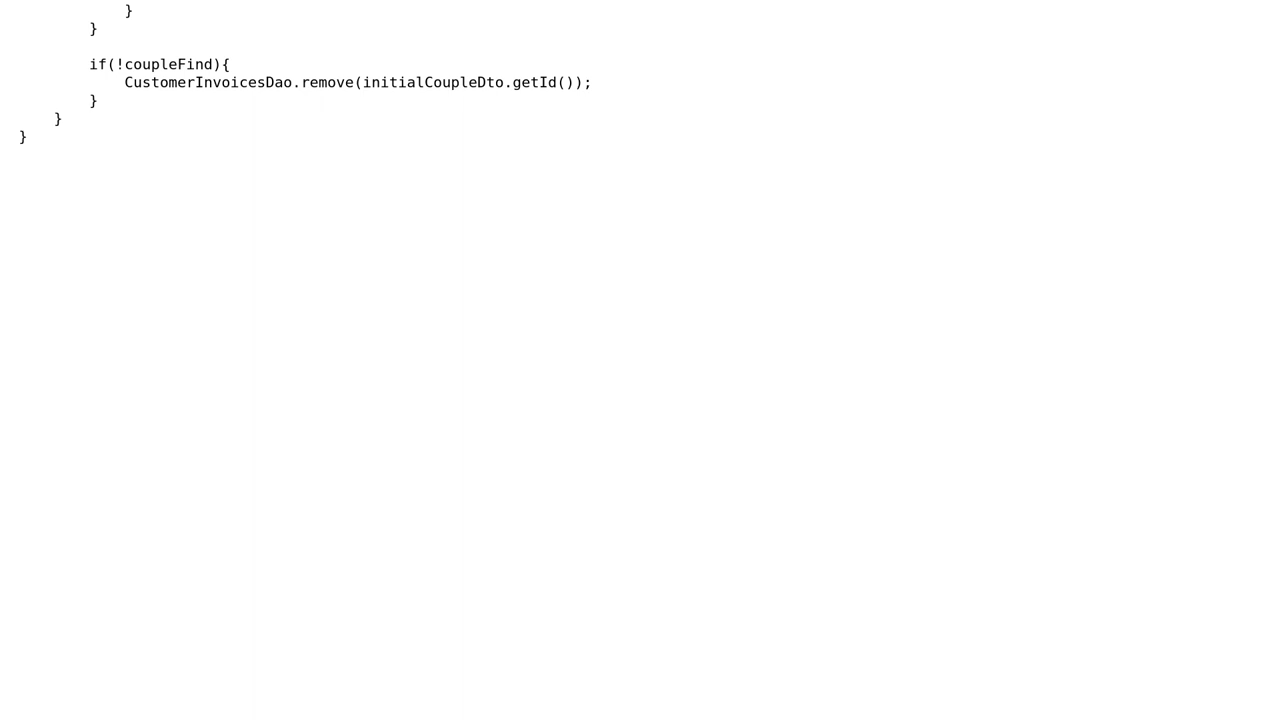 }
        }

        if(!coupleFind){
            CustomerInvoicesDao.remove(initialCoupleDto.getId());
        }
    }
}